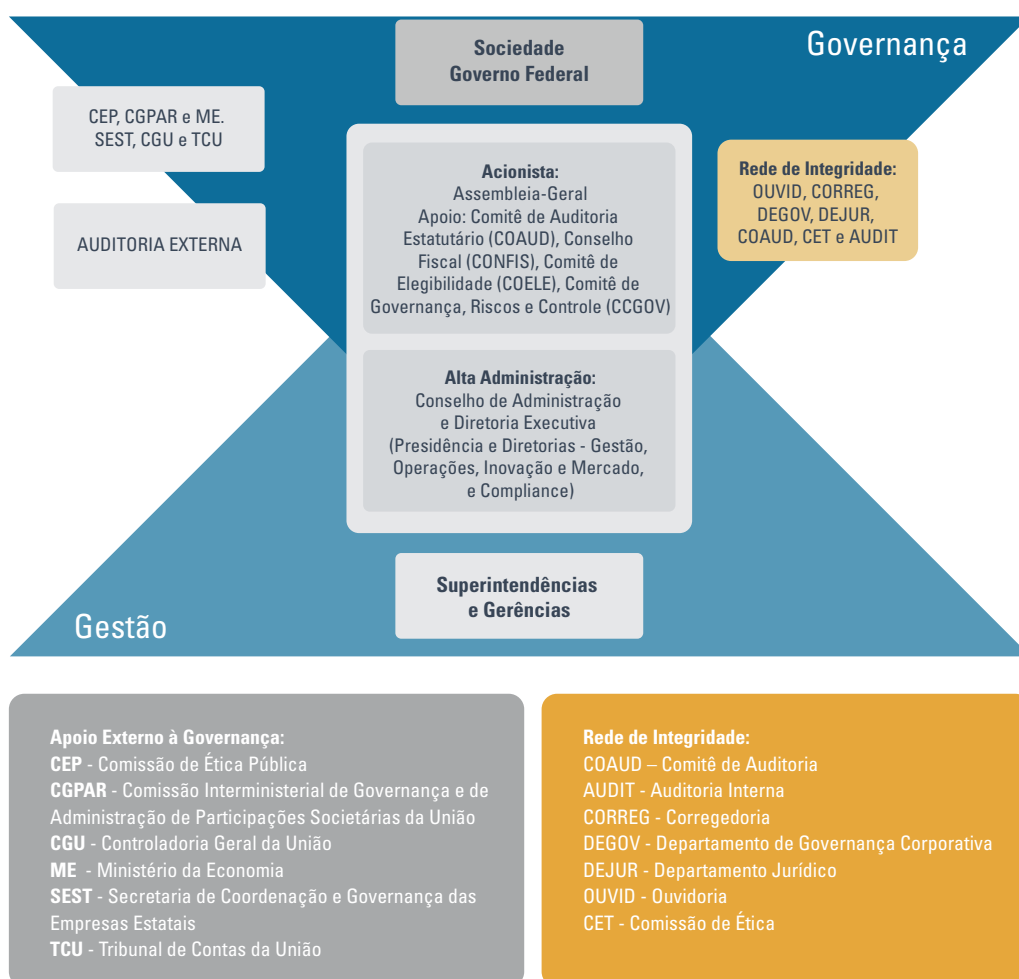 Governança
Sociedade
Governo Federal
CEP, CGPAR e ME.
SEST, CGU e TCU
AUDITORIA EXTERNA
Acionista:
Assembleia-Geral
Apoio: Comitê de Auditoria
Estatutário (COAUD), Conselho
Fiscal (CONFIS), Comitê de
Elegibilidade (COELE), Comitê de
Governança, Riscos e Controle (CCGOV)
Rede de Integridade:
OUVID, CORREG,
DEGOV, DEJUR,
COAUD, CET e AUDIT
Alta Administração:
Conselho de Administração
e Diretoria Executiva
(Presidência e Diretorias - Gestão,
Operações, Inovação e Mercado,
e Compliance)
Superintendências
e Gerências
Gestão
Apoio Externo à Governança:
CEP - Comissão de Ética Pública
CGPAR - Comissão Interministerial de Governança e de
Administração de Participações Societárias da União
CGU - Controladoria Geral da União
ME - Ministério da Economia
SEST - Secretaria de Coordenação e Governança das
Empresas Estatais
TCU - Tribunal de Contas da União
Rede de Integridade:
COAUD – Comitê de Auditoria
AUDIT - Auditoria Interna
CORREG - Corregedoria
DEGOV - Departamento de Governança Corporativa
DEJUR - Departamento Jurídico
OUVID - Ouvidoria
CET - Comissão de Ética